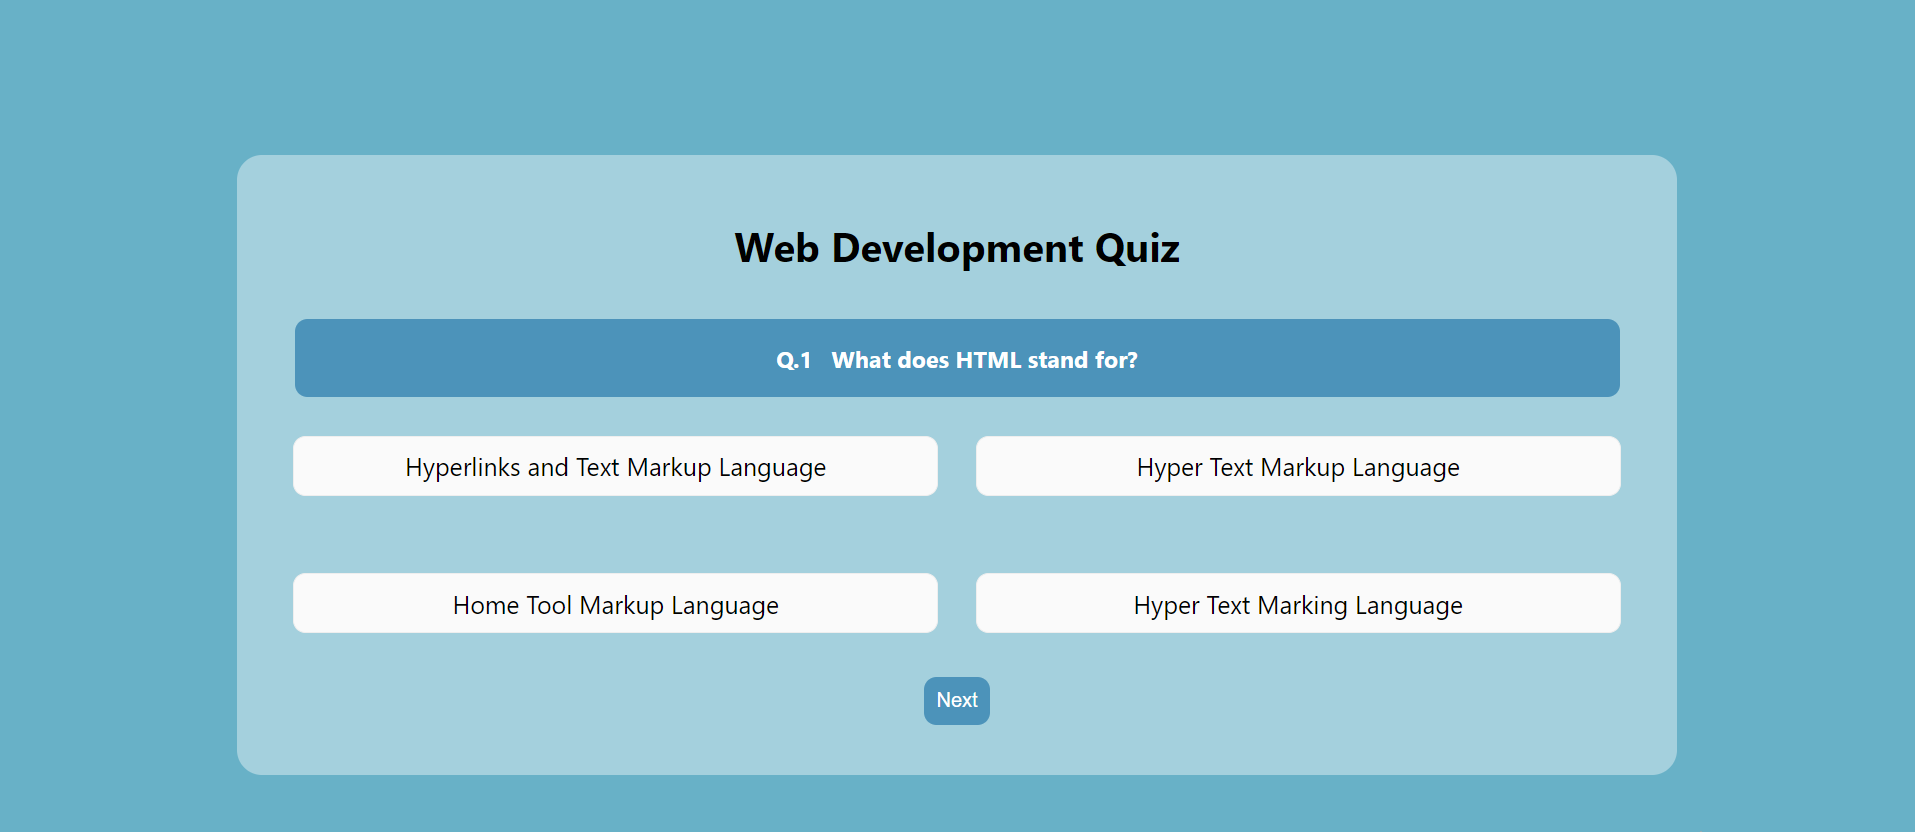 Web Development Quiz
Q.1 What does HTML stand for?
Hyperlinks and Text Markup Language
Hyper Text Markup Language
Home Tool Markup Language
Hyper Text Marking Language
Next